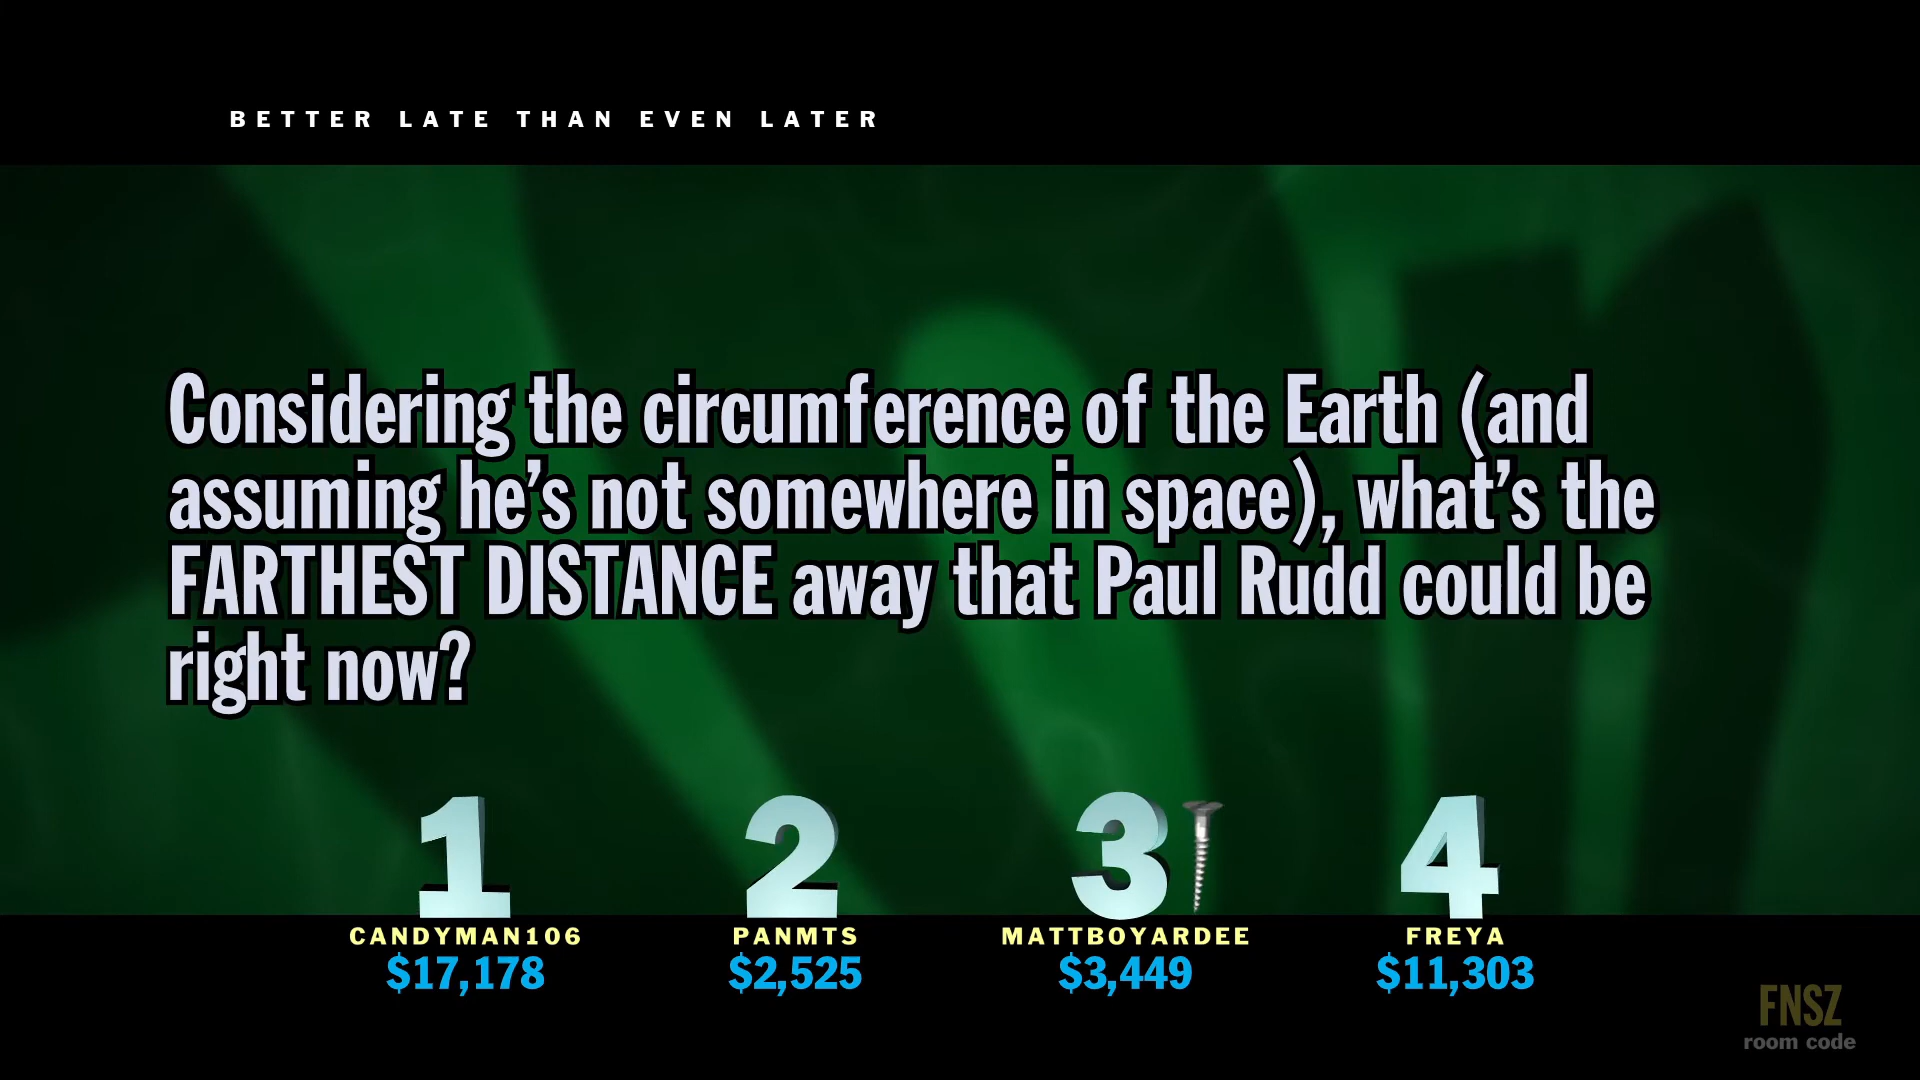 BETTER LATE THAN EVEN LATER
Considering the circumference of the Earth (and
assuming he's not somewhere in space), what's the
FARTHEST DISTANCE away that Paul Rudd could be
right now?
1 2 3 4
CANDYMAN106 PANMTS MATTBOYARDEE FREYA
$17,178 $2,525 $3,449 $11,303
FNSZ
room code